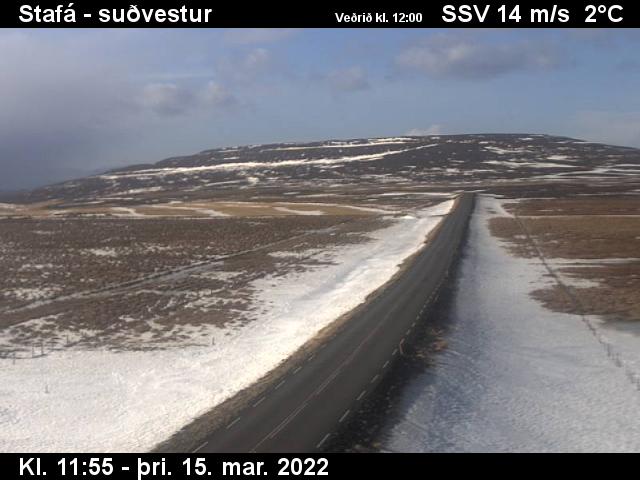 Stafá - suðvestur Veðrið kl. 12:00 SSV 14 m/s 2°C
Kl. 11:55 - þri. 15. mar. 2022